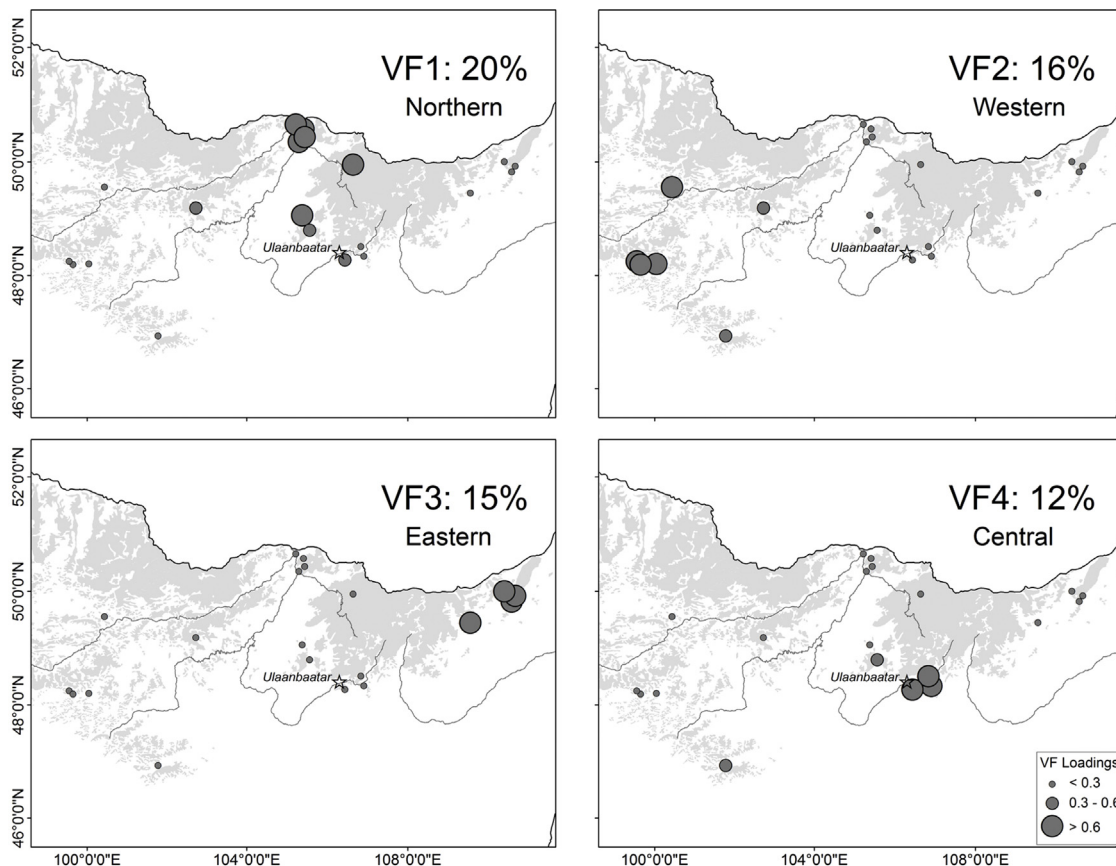 52°0'0"N
50°0'0"N
48°0'0"N
46°0'0"N
VF1: 20%
Northern
Ulaanbaatar
VF2: 16%
Western
Ulaanbaatar
52°0'0"N
50°0'0"N
48°0'0"N
46°0'0"N
VF3: 15%
Eastern
Ulaanbaatar
VF4: 12%
Central
Ulaanbaatar
VF Loadings
< 0.3
0.3 - 0.6
> 0.6
100°0'0"E
104°0'0"E
108°0'0"E
100°0'0"E
104°0'0"E
108°0'0"E